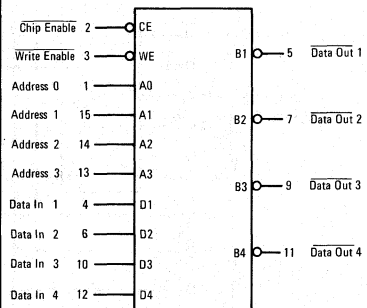 Chip Enable 2 CE
Write Enable 3 WE
Address 0 1 A0
Address 1 15 A1
Address 2 14 A2
Address 3 13 A3
Data In 1 4 D1
Data In 2 6 D2
Data In 3 10 D3
Data In 4 12 D4
B1 5 Data Out 1
B2 7 Data Out 2
B3 9 Data Out 3
B4 11 Data Out 4